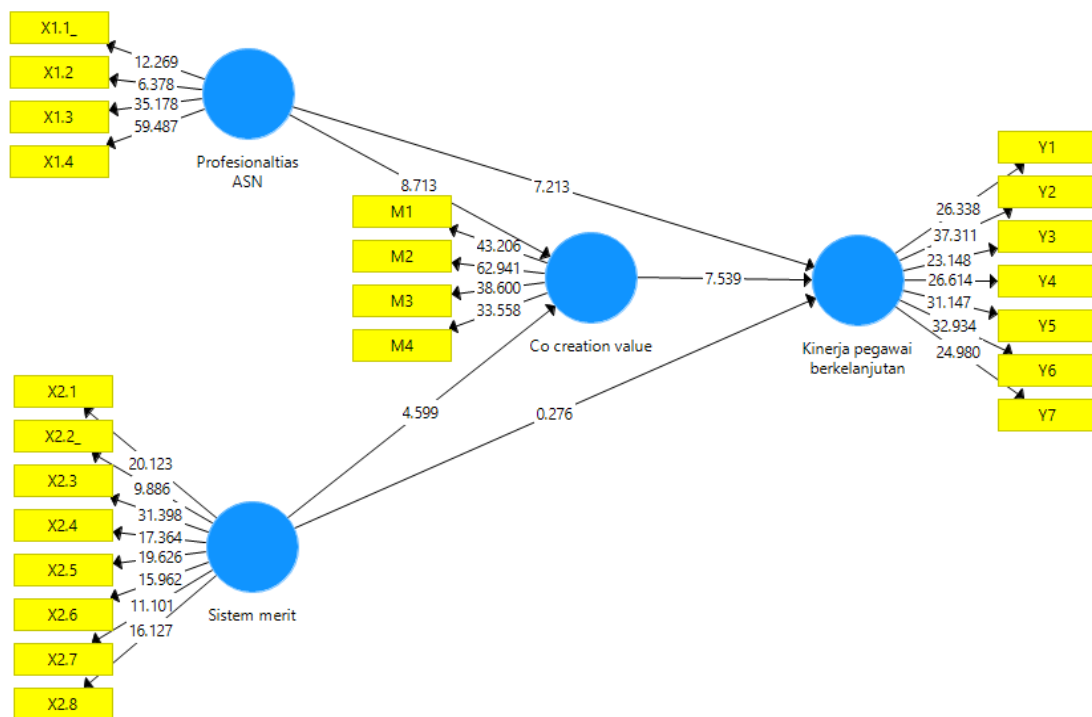 X1.1_
X1.2
X1.3
X1.4
12.269
6.378
35.178
59.487
Profesionaltias
ASN
8.713
7.213
M1
M2
M3
M4
43.206
62.941
38.600
33.558
Co creation value
7.539
Kinerja pegawai
berkelanjutan
26.338
37.311
23.148
26.614
31.147
32.934
24.980
Y1
Y2
Y3
Y4
Y5
Y6
Y7
X2.1
X2.2_
X2.3
X2.4
X2.5
X2.6
X2.7
X2.8
20.123
9.886
31.398
17.364
19.626
15.962
11.101
16.127
Sistem merit
4.599
0.276